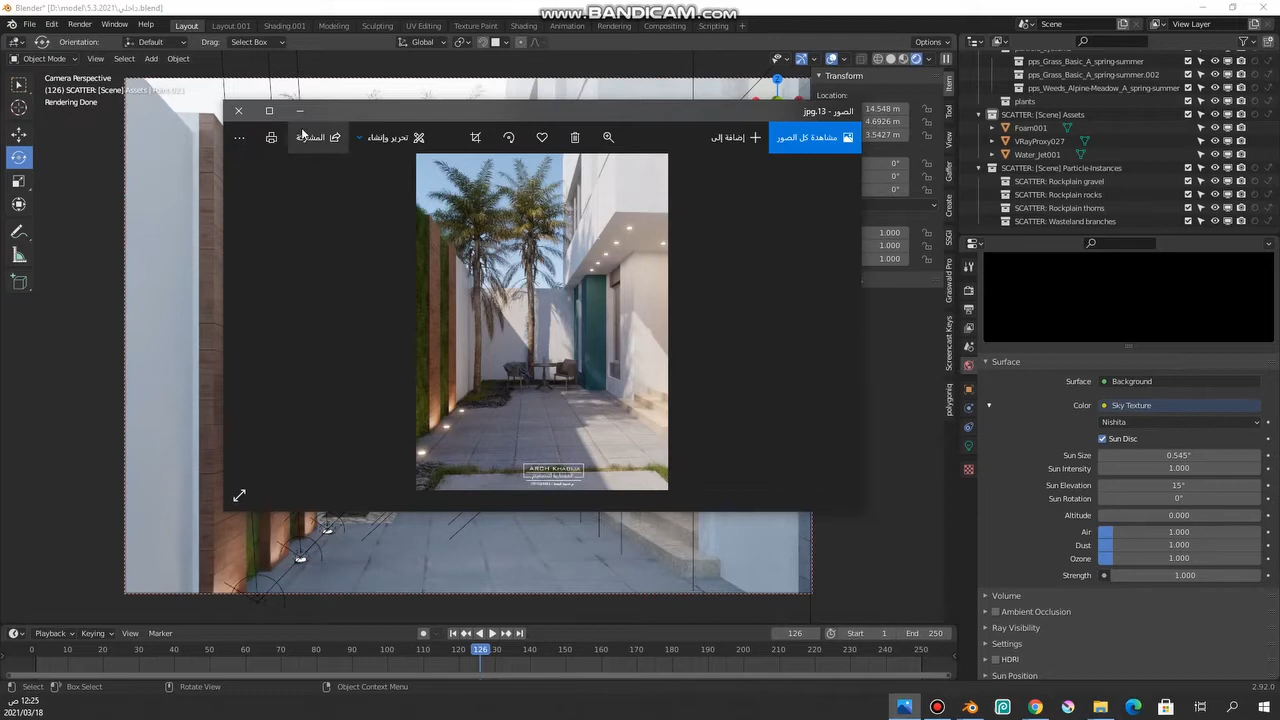 WWW.BANDICAM.COM
Blender* [D:\model\5.3.2021\داخلي.blend]
File Edit Render Window Help
Layout Layout.001 Shading.001 Modeling Sculpting UV Editing Texture Paint Shading Animation Rendering Compositing Scripting
Scene View Layer
Orientation: Default Drag: Select Box Global Options
Object Mode View Select Add Object
Camera Perspective
(126) SCATTER: [Scene] Assets | Point.021
Rendering Done
الصور - 13.jpg
المشاركة تحرير وإنشاء إضافة إلى مشاهدة كل الصور
ARCH KHADIJA
Transform
Location:
14.548 m
4.6926 m
3.5427 m
0°
0°
0°
1.000
1.000
1.000
Item
Tool
View
Gaffer
Create
SSGI
Graswald Pro
Screencast Keys
polygoniq
pps_Grass_Basic_A_spring-summer
pps_Grass_Basic_A_spring-summer.002
pps_Weeds_Alpine-Meadow_A_spring-summer
plants
SCATTER: [Scene] Assets
Foam001
VRayProxy027
Water_Jet001
SCATTER: [Scene] Particle-Instances
SCATTER: Rockplain gravel
SCATTER: Rockplain rocks
SCATTER: Rockplain thorns
SCATTER: Wasteland branches
Surface
Surface Background
Color Sky Texture
Nishita
Sun Disc
Sun Size 0.545°
Sun Intensity 1.000
Sun Elevation 15°
Sun Rotation 0°
Altitude 0.000
Air 1.000
Dust 1.000
Ozone 1.000
Strength 1.000
Volume
Ambient Occlusion
Ray Visibility
Settings
HDRI
Sun Position
Playback Keying View Marker 126 Start 1 End 250
0 10 20 30 40 50 60 70 80 90 100 110 126 130 140 150 160 170 180 190 200 210 220 230 240 250
Select Box Select Rotate View Object Context Menu 2.92.0
12:25 ص
2021/03/18